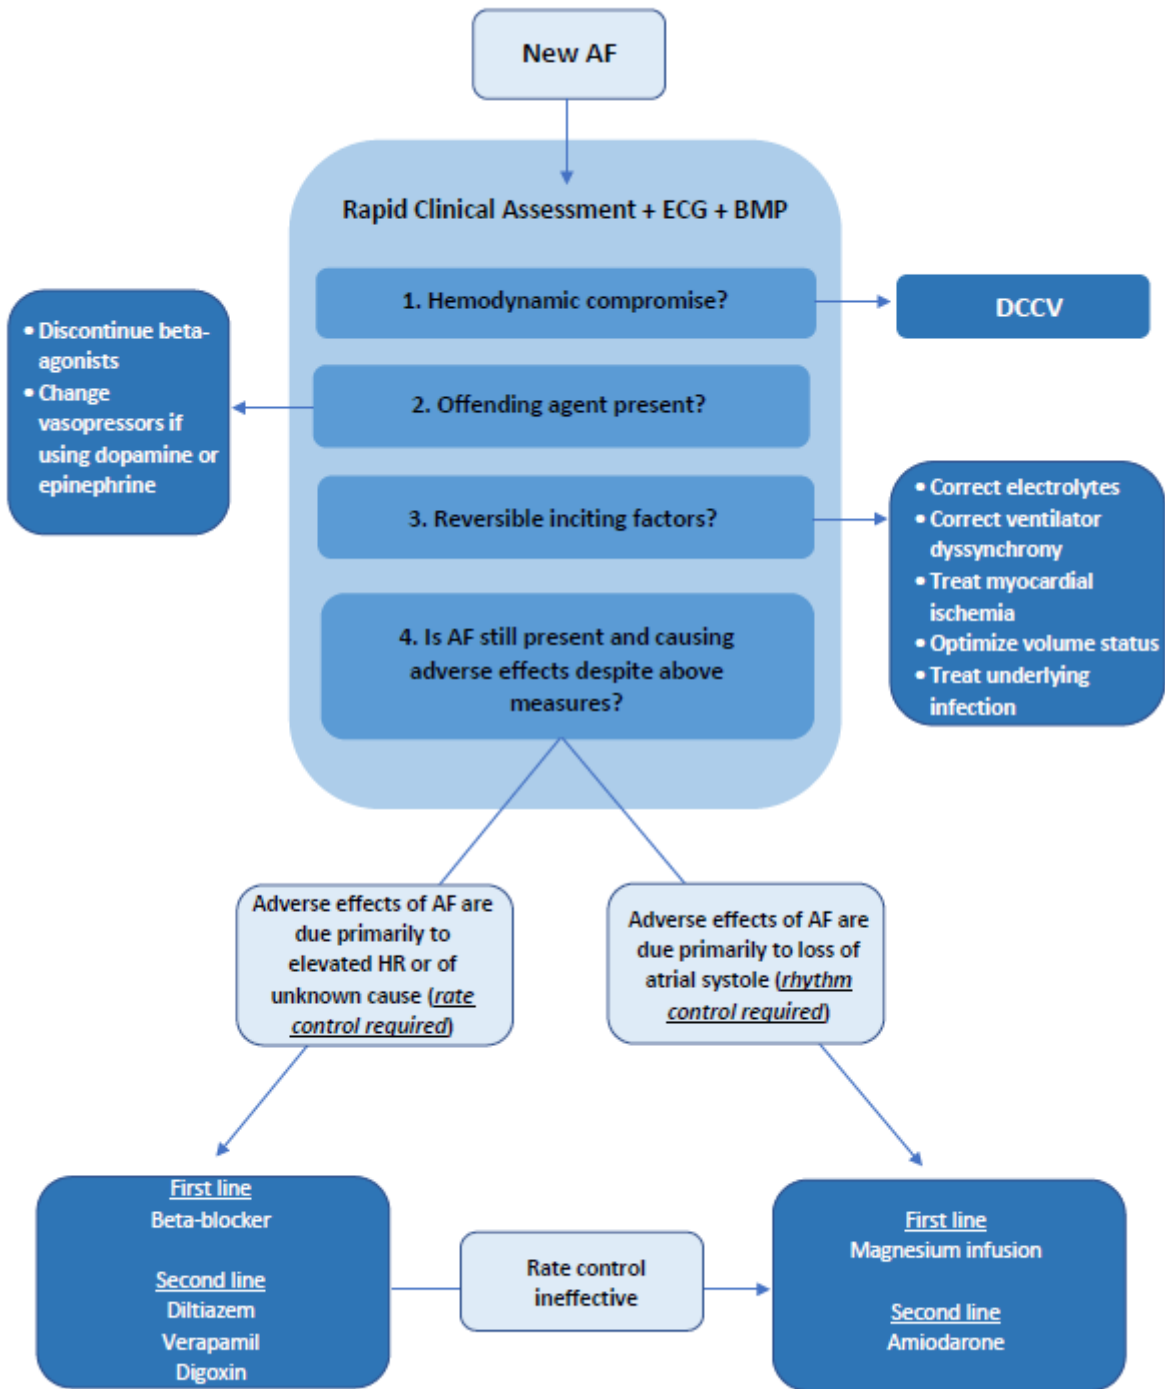 New AF
Rapid Clinical Assessment + ECG + BMP
1. Hemodynamic compromise?
DCCV
• Discontinue beta-
agonists
• Change
vasopressors if
using dopamine or
epinephrine
2. Offending agent present?
3. Reversible inciting factors?
• Correct electrolytes
• Correct ventilator
dyssynchrony
• Treat myocardial
ischemia
• Optimize volume status
• Treat underlying
infection
4. Is AF still present and causing
adverse effects despite above
measures?
Adverse effects of AF are
due primarily to
elevated HR or of
unknown cause (rate
control required)
Adverse effects of AF are
due primarily to loss of
atrial systole (rhythm
control required)
First line
Beta-blocker
Second line
Diltiazem
Verapamil
Digoxin
Rate control
ineffective
First line
Magnesium infusion
Second line
Amiodarone